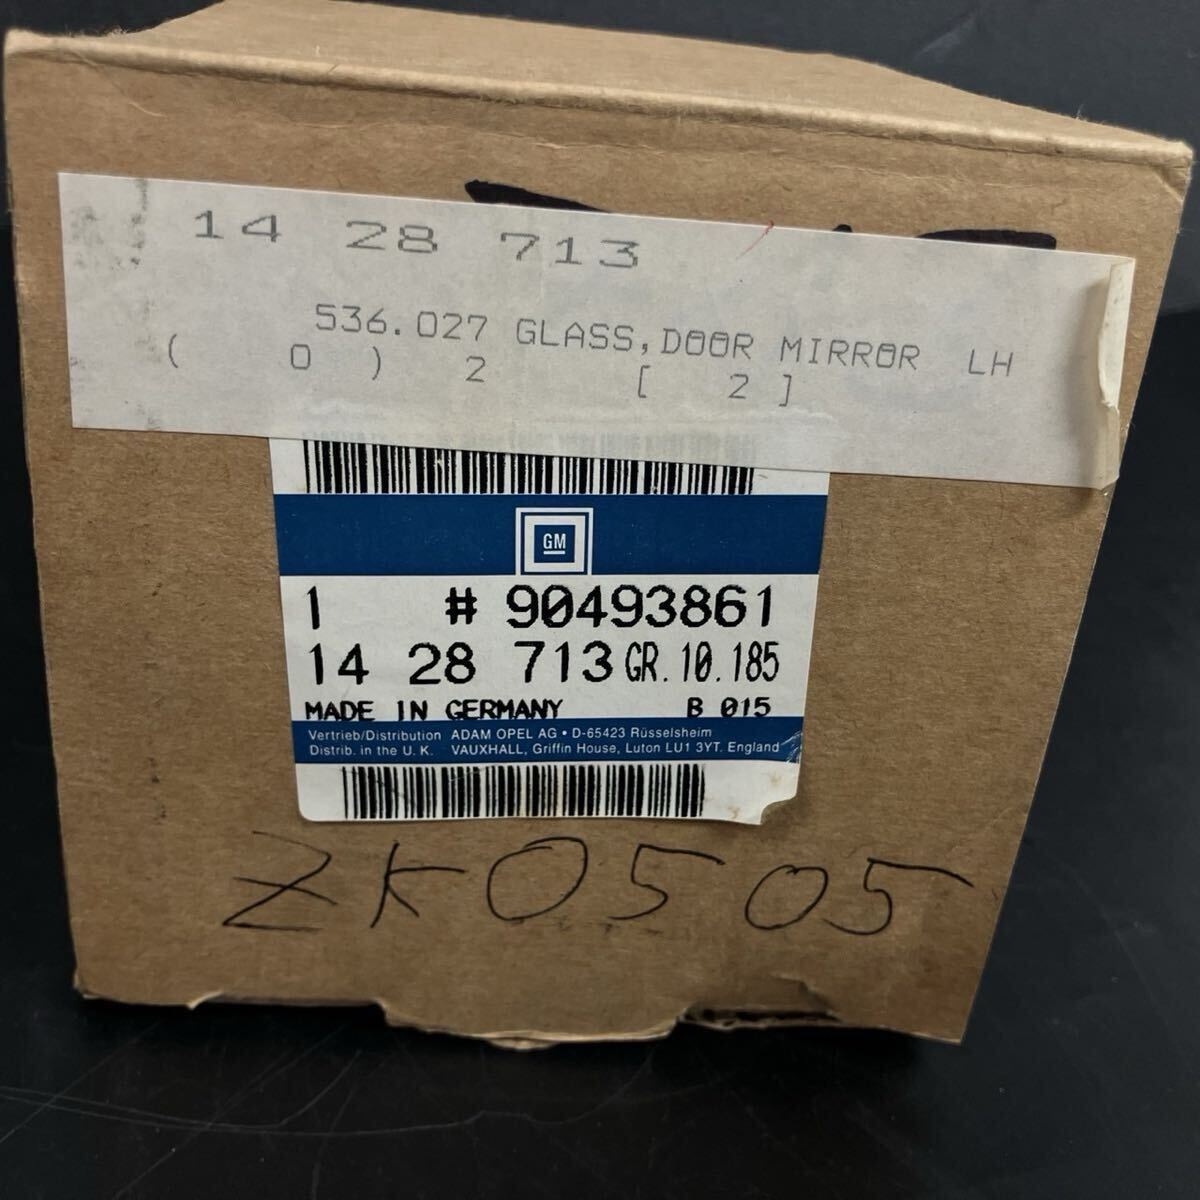 14 28 713
536.027 GLASS,DOOR MIRROR LH
( 0 ) 2 [ 2 ]
GM
1 # 90493861
14 28 713 GR. 10.185
MADE IN GERMANY B 015
Vertrieb/Distribution ADAM OPEL AG • D-65423 Rüsselsheim
Distrib. in the U. K. VAUXHALL, Griffin House, Luton LU1 3YT. England
ZK0505